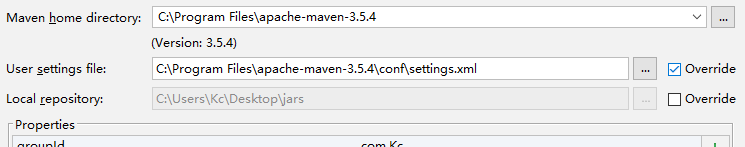 Maven home directory: C:\Program Files\apache-maven-3.5.4 ...
(Version: 3.5.4)
User settings file: C:\Program Files\apache-maven-3.5.4\conf\settings.xml ... Override
Local repository: C:\Users\Kc\Desktop\jars ... Override
Properties
groupId com.Kc +